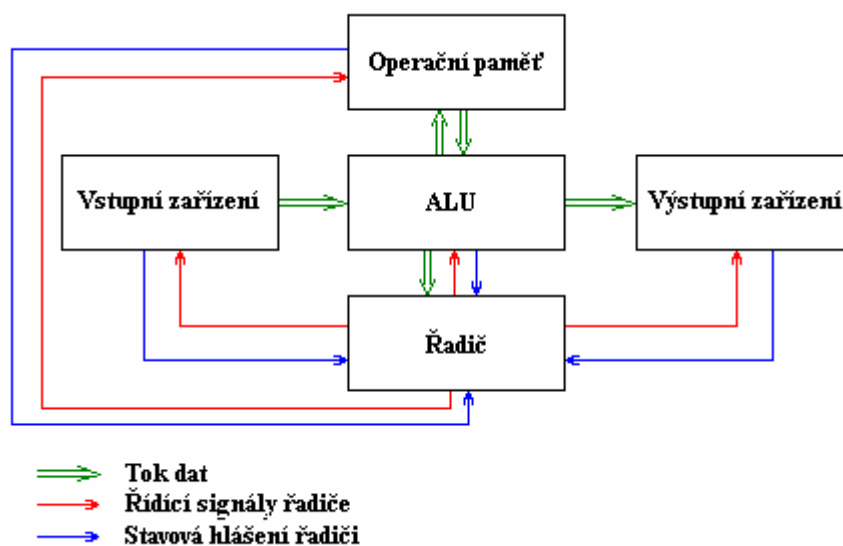 Operační paměť
Vstupní zařízení
ALU
Výstupní zařízení
Řadič
Tok dat
Řídící signály řadiče
Stavová hlášení řadiči